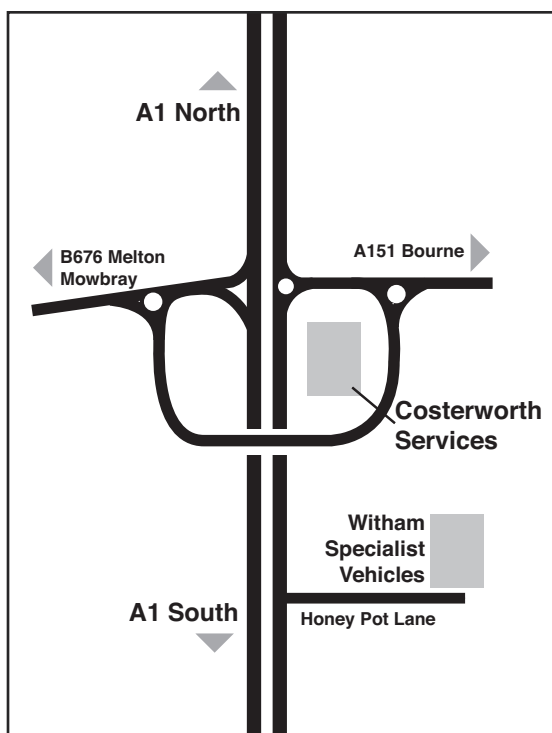 A1 North
B676 Melton
Mowbray
A151 Bourne
Costerworth
Services
Witham
Specialist
Vehicles
A1 South
Honey Pot Lane